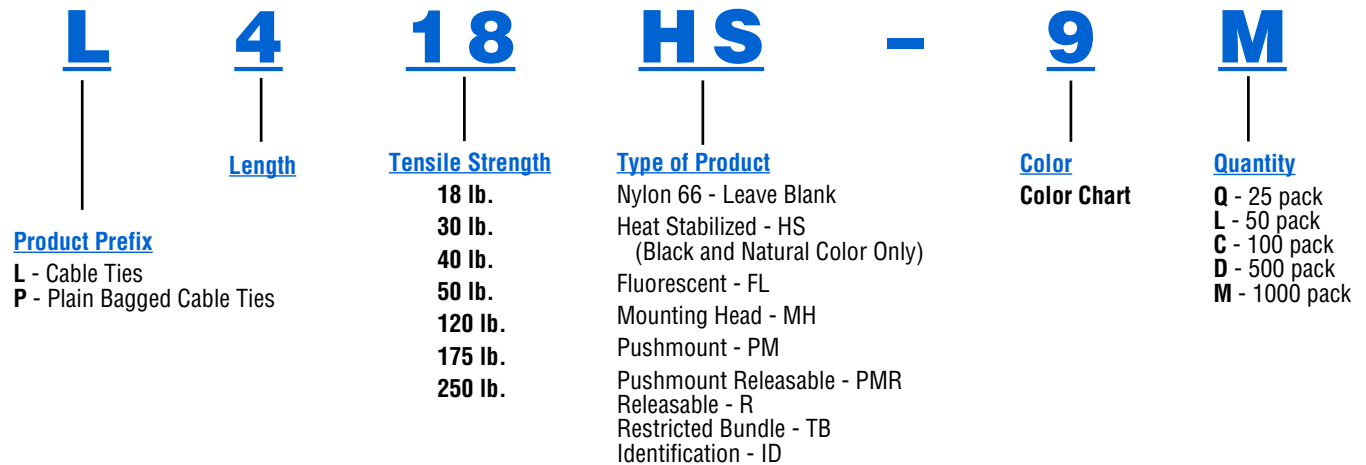 L 4 18 HS - 9 M
Product Prefix
L - Cable Ties
P - Plain Bagged Cable Ties
Length
Tensile Strength
18 lb.
30 lb.
40 lb.
50 lb.
120 lb.
175 lb.
250 lb.
Type of Product
Nylon 66 - Leave Blank
Heat Stabilized - HS
(Black and Natural Color Only)
Fluorescent - FL
Mounting Head - MH
Pushmount - PM
Pushmount Releasable - PMR
Releasable - R
Restricted Bundle - TB
Identification - ID
Color
Color Chart
Quantity
Q - 25 pack
L - 50 pack
C - 100 pack
D - 500 pack
M - 1000 pack